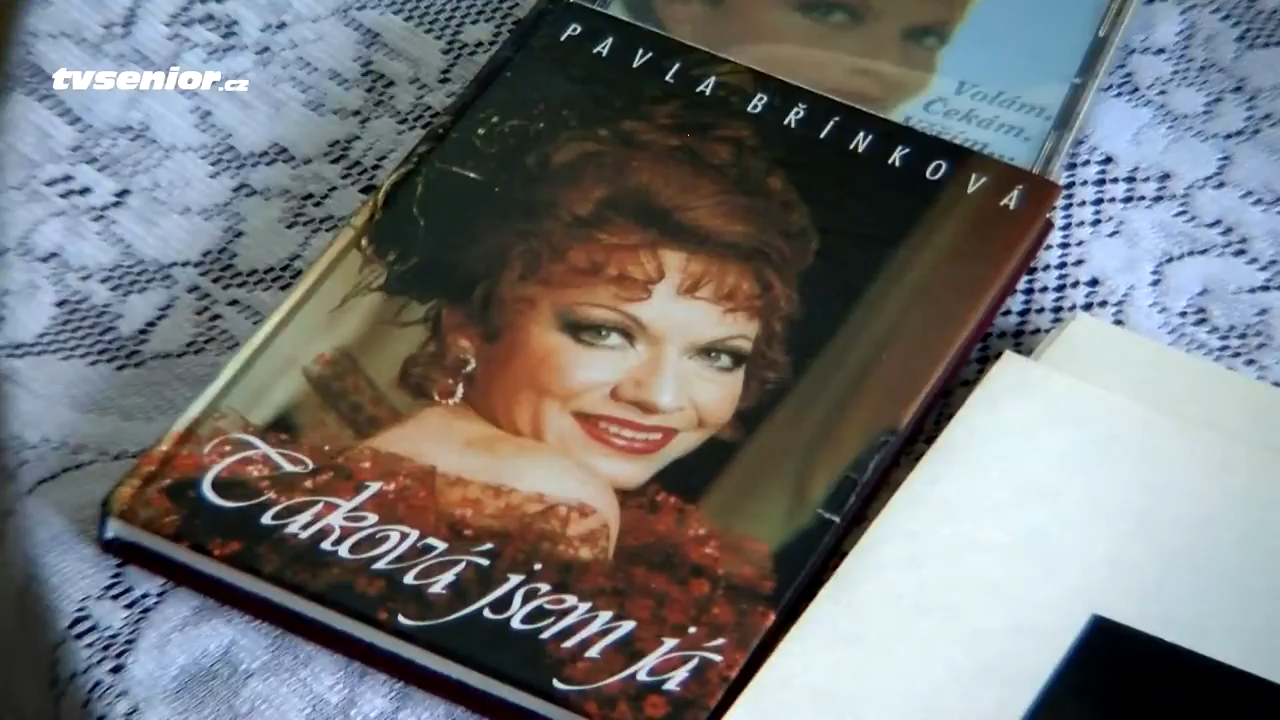 tvsenior.cz
PAVLA BŘÍNKOVÁ
Volám.
Čekám.
Taková jsem já